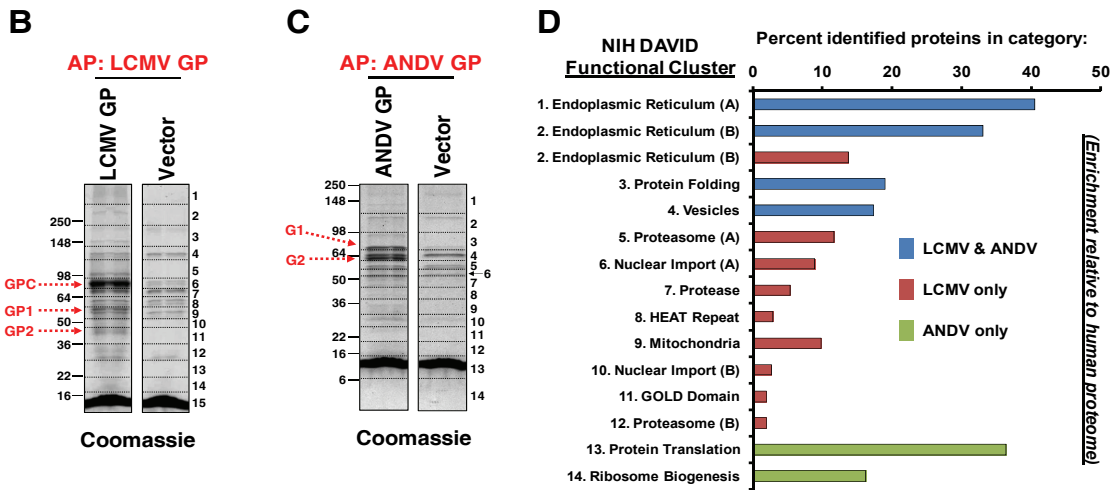 B
AP: LCMV GP
LCMV GP
Vector
250
148
98
64
50
36
22
16
GPC
GP1
GP2
1
2
3
4
5
6
7
8
9
10
11
12
13
14
15
Coomassie
C
AP: ANDV GP
ANDV GP
Vector
250
148
98
64
50
36
22
16
6
G1
G2
1
2
3
4
5
6
7
8
9
10
11
12
13
14
Coomassie
D
NIH DAVID
Functional Cluster
Percent identified proteins in category:
0 10 20 30 40 50
1. Endoplasmic Reticulum (A)
2. Endoplasmic Reticulum (B)
2. Endoplasmic Reticulum (B)
3. Protein Folding
4. Vesicles
5. Proteasome (A)
6. Nuclear Import (A)
7. Protease
8. HEAT Repeat
9. Mitochondria
10. Nuclear Import (B)
11. GOLD Domain
12. Proteasome (B)
13. Protein Translation
14. Ribosome Biogenesis
LCMV & ANDV
LCMV only
ANDV only
(Enrichment relative to human proteome)